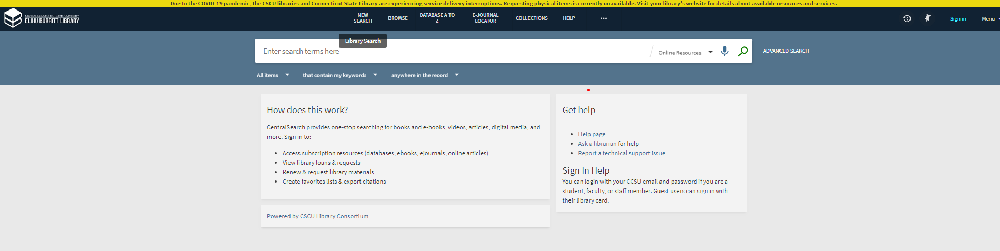 Due to the COVID-19 pandemic, the CSCU libraries and Connecticut State Library are experiencing service delivery interruptions. Requesting physical items is currently unavailable. Visit your library's website for details about available resources and services.
CENTRAL CONNECTICUT STATE UNIVERSITY
ELIHU BURRITT LIBRARY
NEW
SEARCH
BROWSE
DATABASE A TO
Z
E-JOURNAL
LOCATOR
COLLECTIONS
HELP
Sign in
Menu
Library Search
Enter search terms here
Online Resources
ADVANCED SEARCH
All items
that contain my keywords
anywhere in the record
How does this work?
CentralSearch provides one-stop searching for books and e-books, videos, articles, digital media, and
more. Sign in to:
Access subscription resources (databases, ebooks, ejournals, online articles)
View library loans & requests
Renew & request library materials
Create favorites lists & export citations
Powered by CSCU Library Consortium
Get help
Help page
Ask a librarian for help
Report a technical support issue
Sign In Help
You can login with your CCSU email and password if you are a
student, faculty, or staff member. Guest users can sign in with
their library card.